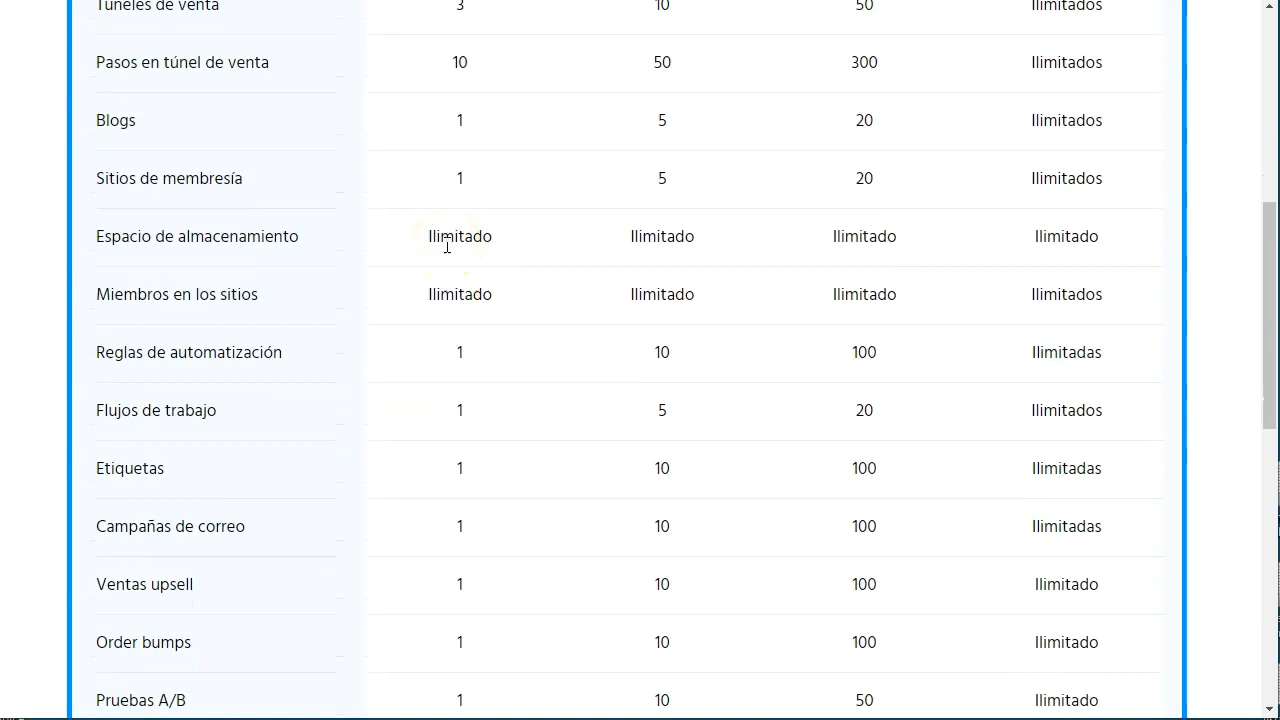 Túneles de venta 3 10 50 Ilimitados
Pasos en túnel de venta 10 50 300 Ilimitados
Blogs 1 5 20 Ilimitados
Sitios de membresía 1 5 20 Ilimitados
Espacio de almacenamiento Ilimitado Ilimitado Ilimitado Ilimitado
Miembros en los sitios Ilimitado Ilimitado Ilimitado Ilimitados
Reglas de automatización 1 10 100 Ilimitadas
Flujos de trabajo 1 5 20 Ilimitados
Etiquetas 1 10 100 Ilimitadas
Campañas de correo 1 10 100 Ilimitadas
Ventas upsell 1 10 100 Ilimitado
Order bumps 1 10 100 Ilimitado
Pruebas A/B 1 10 50 Ilimitado